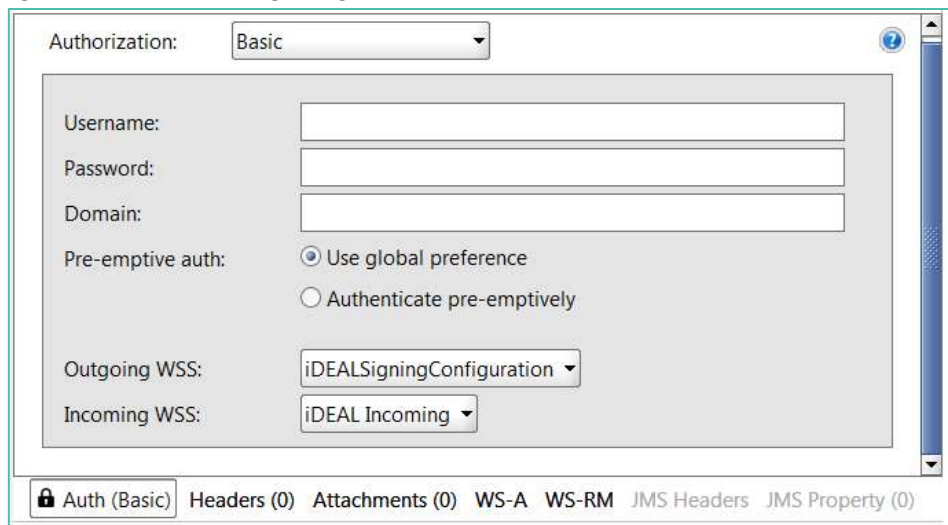 Authorization: Basic
Username:
Password:
Domain:
Pre-emptive auth: Use global preference
Authenticate pre-emptively
Outgoing WSS: iDEALSigningConfiguration
Incoming WSS: iDEAL Incoming
Auth (Basic) Headers (0) Attachments (0) WS-A WS-RM JMS Headers JMS Property (0)